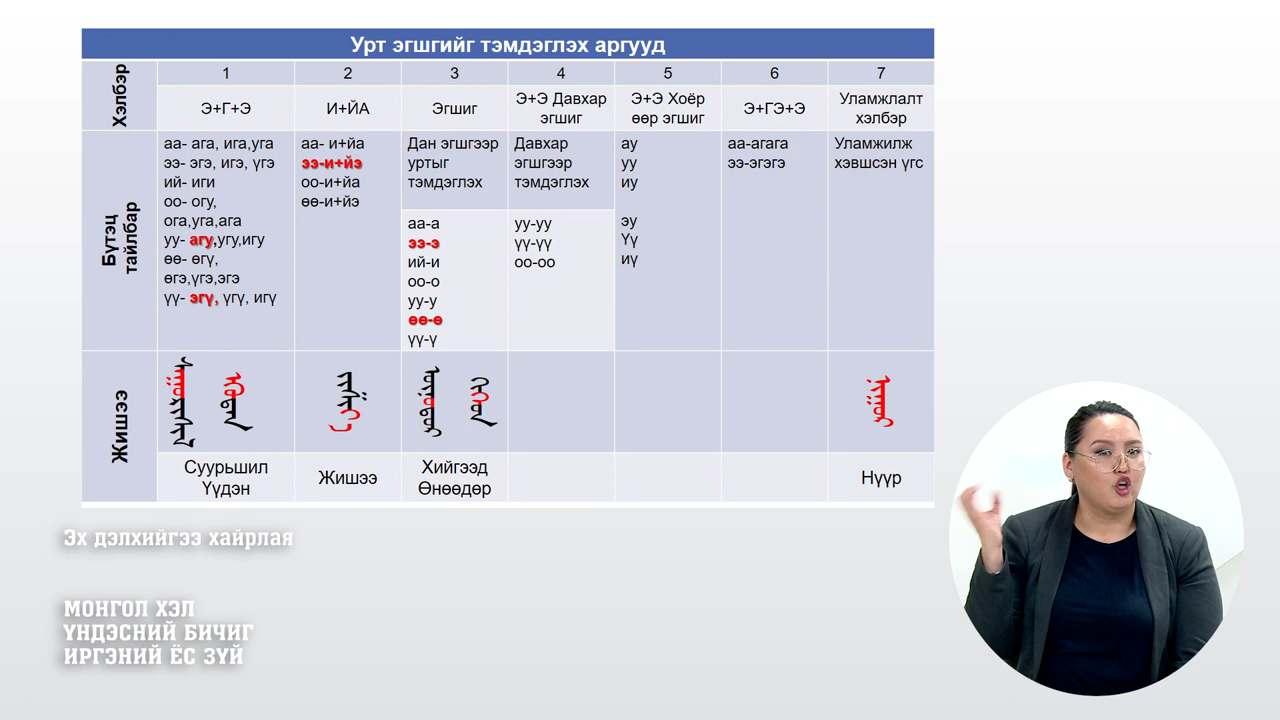 Урт эгшгийг тэмдэглэх аргууд
Хэлбэр
1
2
3
4
5
6
7
Э+Г+Э
И+ЙА
Эгшиг
Э+Э Давхар
эгшиг
Э+Э Хоёр
өөр эгшиг
Э+ГЭ+Э
Уламжлалт
хэлбэр
Бүтэц
тайлбар
аа- ага, ига,уга
ээ- эгэ, игэ, үгэ
ий- иги
оо- огу,
ога,уга,ага
уу- агу,угу,игу
өө- өгү,
өгэ,үгэ,эгэ
үү- эгү, үгү, игү
аа- и+йа
ээ-и+йэ
оо-и+йа
өө-и+йэ
Дан эгшгээр
уртыг
тэмдэглэх
аа-а
ээ-э
ий-и
оо-о
уу-у
өө-ө
үү-ү
Давхар
эгшгээр
тэмдэглэх
уу-уу
үү-үү
оо-оо
ау
уу
иу
эу
Үү
иү
аа-агага
ээ-эгэгэ
Уламжилж
хэвшсэн үгс
Жишээ
Суурьшил
Үүдэн
Жишээ
Хийгээд
Өнөөдөр
Нүүр
Эх дэлхийгээ хайрлая
МОНГОЛ ХЭЛ
ҮНДЭСНИЙ БИЧИГ
ИРГЭНИЙ ЁС ЗҮЙ